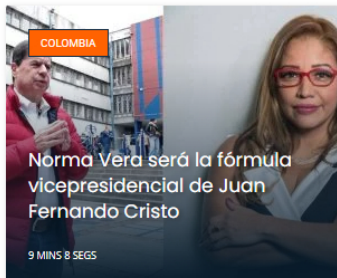 COLOMBIA
Norma Vera será la fórmula
vicepresidencial de Juan
Fernando Cristo
9 MINS 8 SEGS